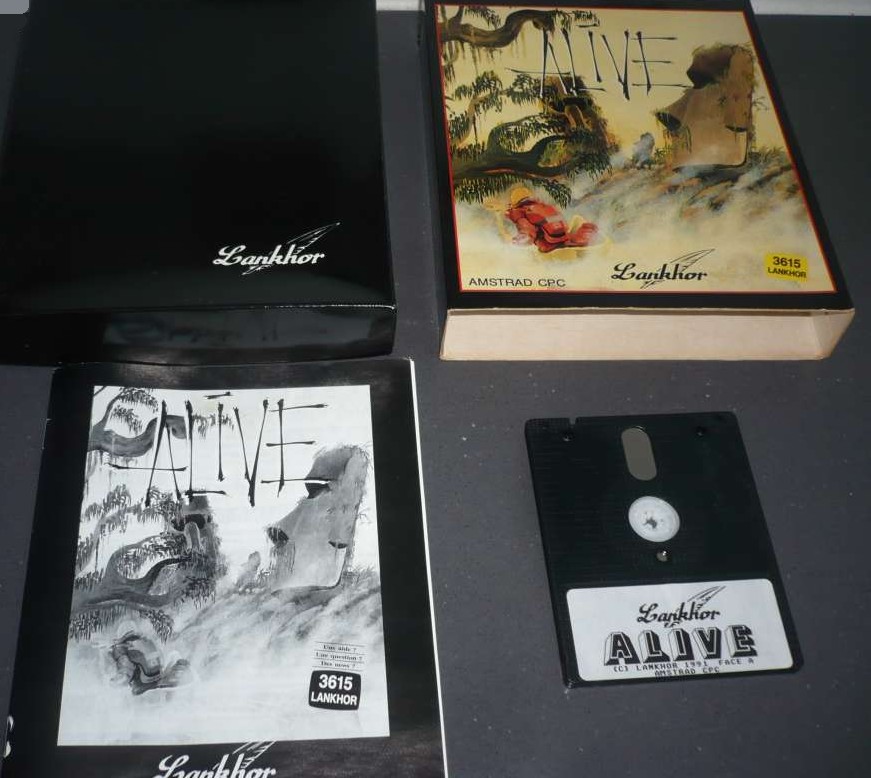 Lankhor
ALIVE
AMSTRAD CPC
Lankhor
3615
LANKHOR
ALIVE
Une aide ?
Une question ?
Des news ?
3615
LANKHOR
Lankhor
Lankhor
ALIVE
(C) LANKHOR 1991 FACE A
AMSTRAD CPC